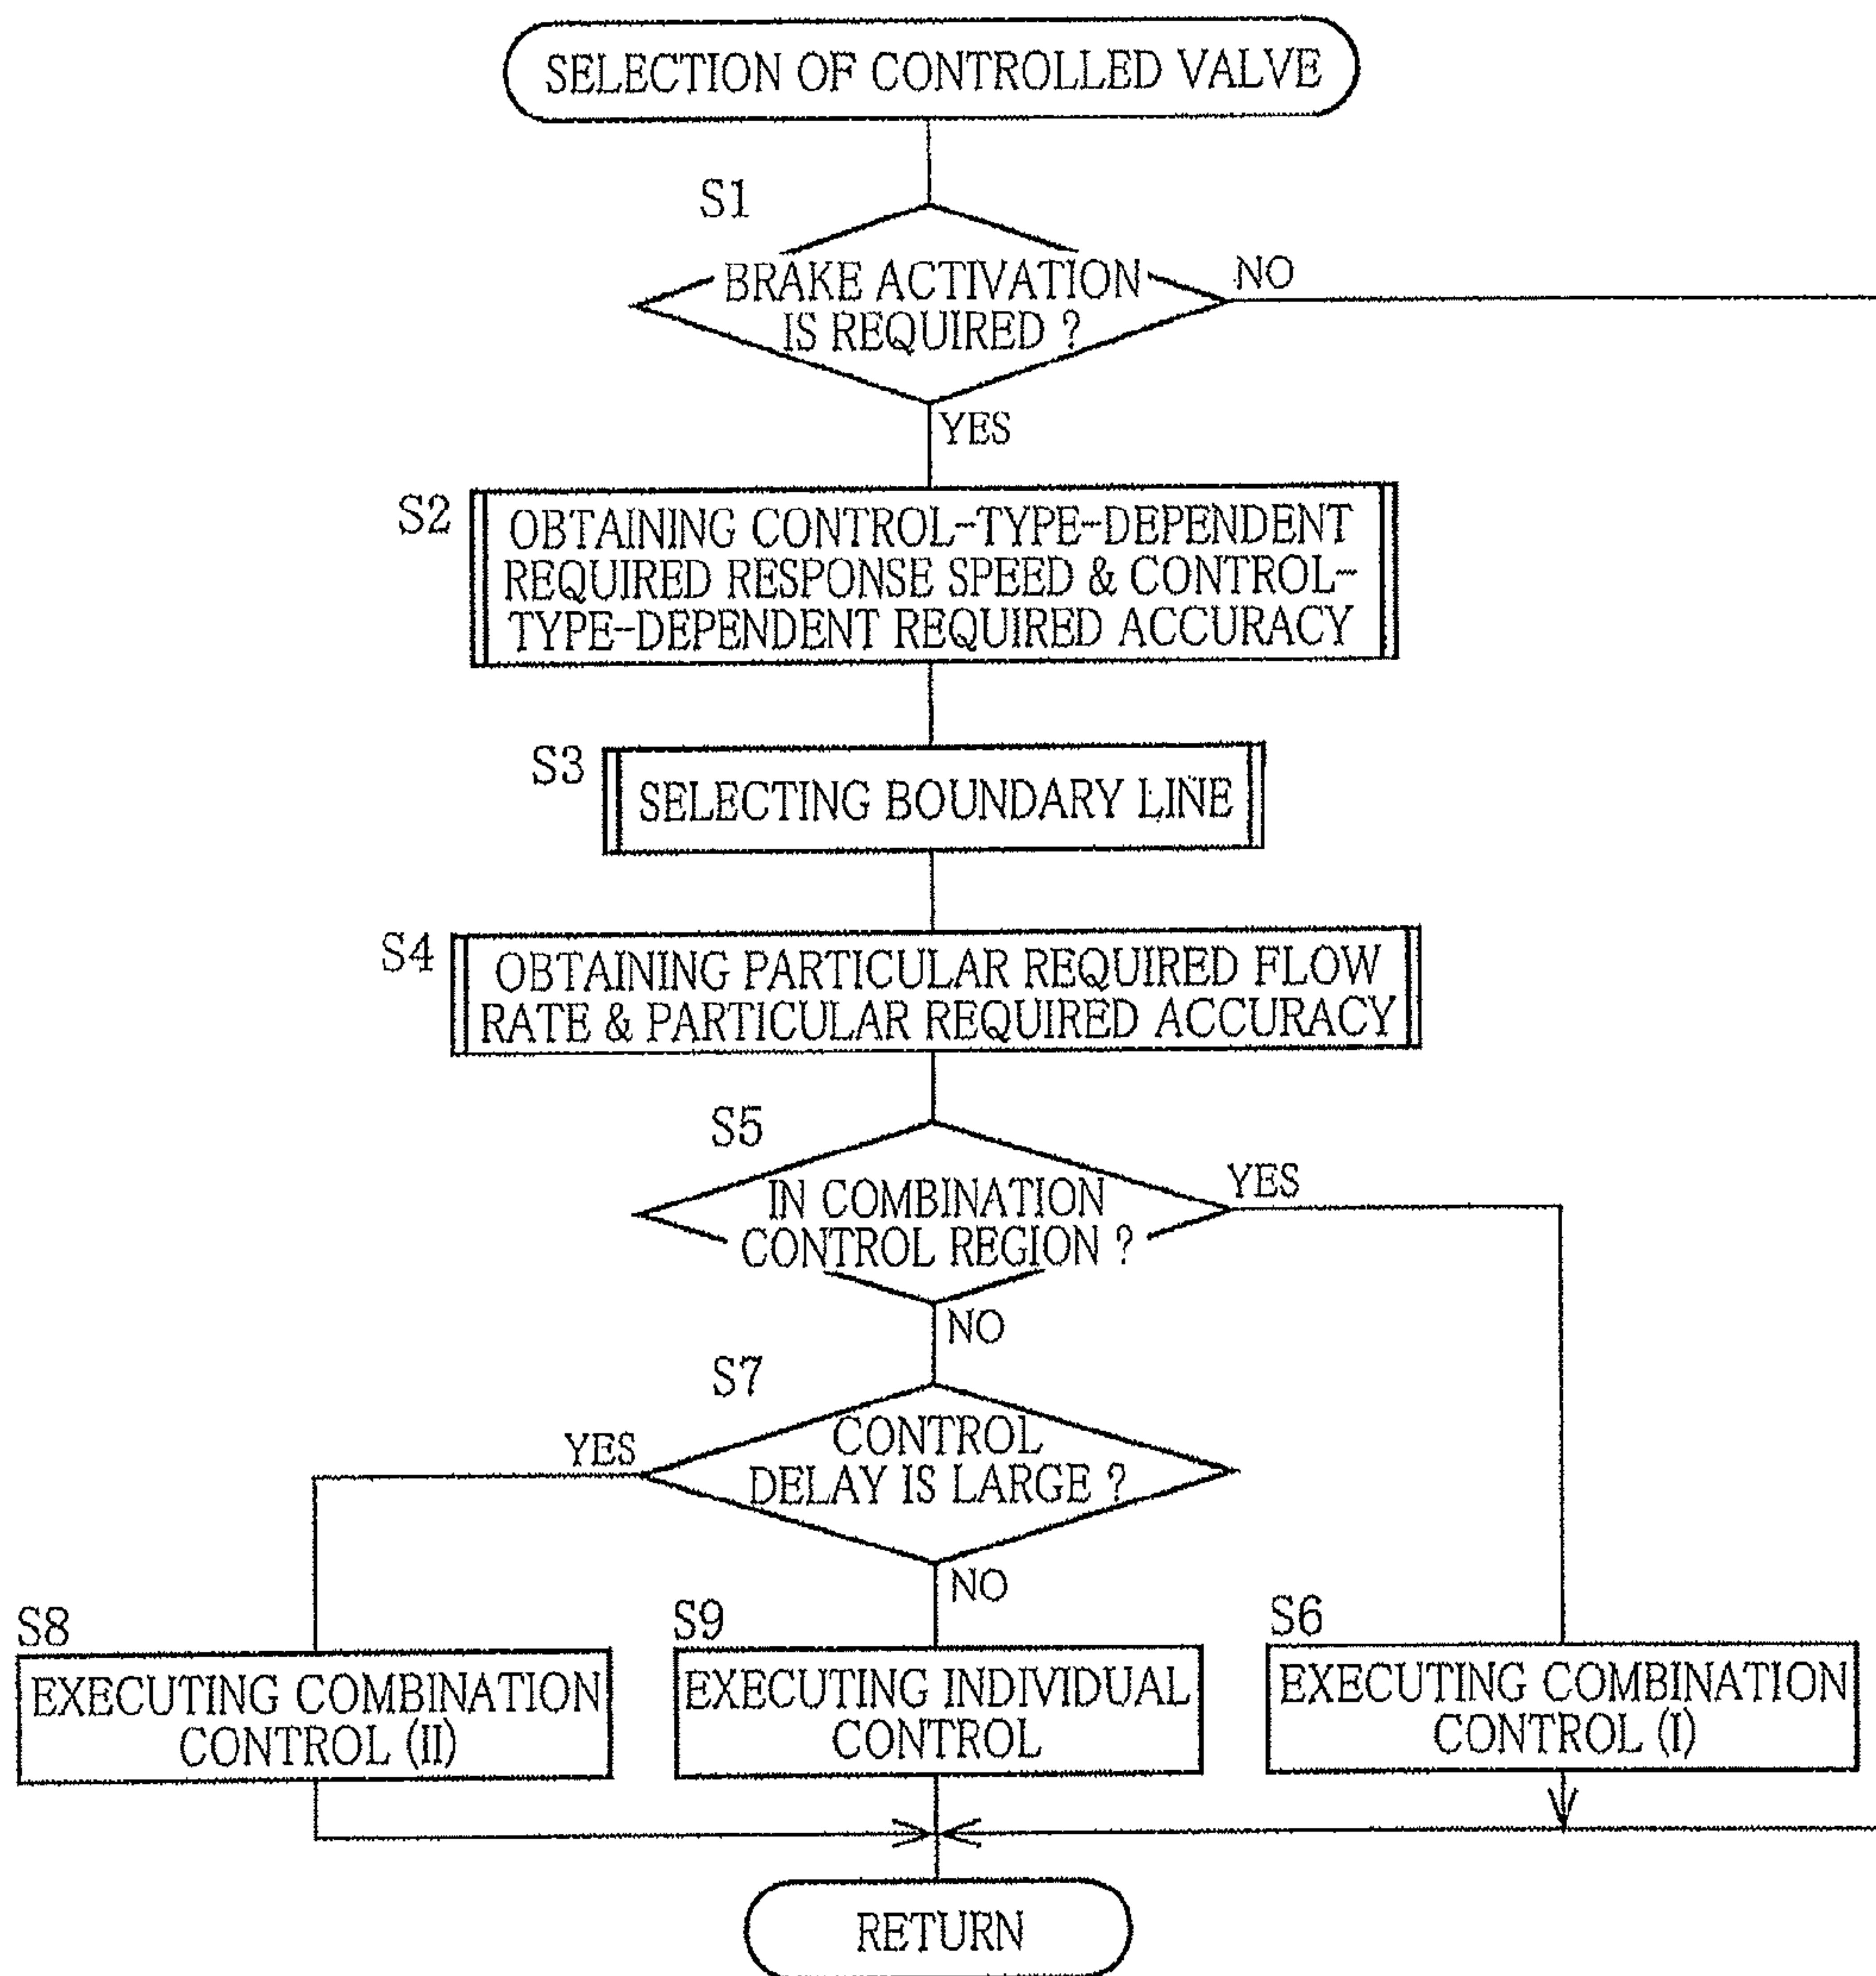 SELECTION OF CONTROLLED VALVE
S1
BRAKE ACTIVATION
IS REQUIRED ?
NO
YES
S2
OBTAINING CONTROL-TYPE-DEPENDENT
REQUIRED RESPONSE SPEED & CONTROL-
TYPE-DEPENDENT REQUIRED ACCURACY
S3
SELECTING BOUNDARY LINE
S4
OBTAINING PARTICULAR REQUIRED FLOW
RATE & PARTICULAR REQUIRED ACCURACY
S5
IN COMBINATION
CONTROL REGION ?
YES
NO
S7
CONTROL
DELAY IS LARGE ?
YES
NO
S8
EXECUTING COMBINATION
CONTROL (II)
S9
EXECUTING INDIVIDUAL
CONTROL
S6
EXECUTING COMBINATION
CONTROL (I)
RETURN